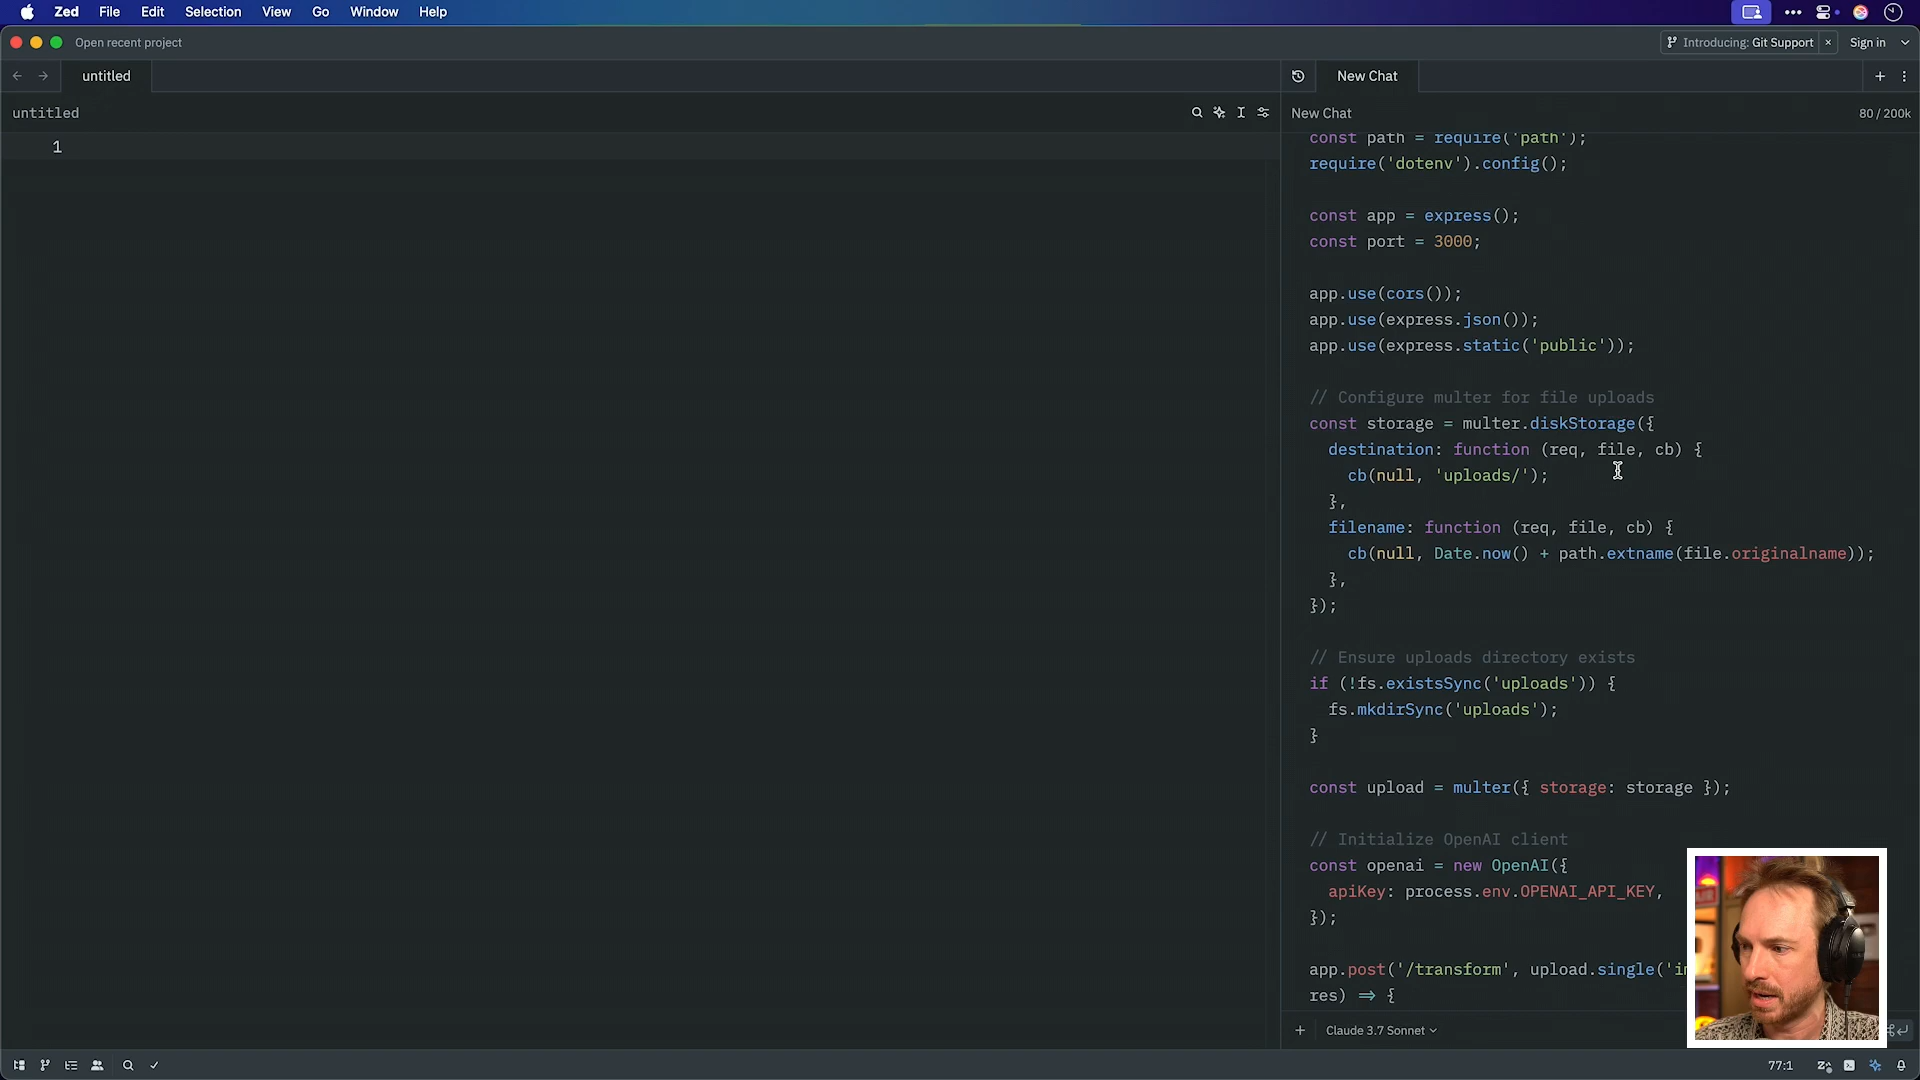 Zed File Edit Selection View Go Window Help
Open recent project
Introducing: Git Support × Sign in
untitled
New Chat
untitled
New Chat
80/200k
1
const path = require('path');
require('dotenv').config();
const app = express();
const port = 3000;
app.use(cors());
app.use(express.json());
app.use(express.static('public'));
// Configure multer for file uploads
const storage = multer.diskStorage({
destination: function (req, file, cb) {
cb(null, 'uploads/');
},
filename: function (req, file, cb) {
cb(null, Date.now() + path.extname(file.originalname));
},
});
// Ensure uploads directory exists
if (!fs.existsSync('uploads')) {
fs.mkdirSync('uploads');
}
const upload = multer({ storage: storage });
// Initialize OpenAI client
const openai = new OpenAI({
apiKey: process.env.OPENAI_API_KEY,
});
app.post('/transform', upload.single('
res) => {
Claude 3.7 Sonnet
77:1